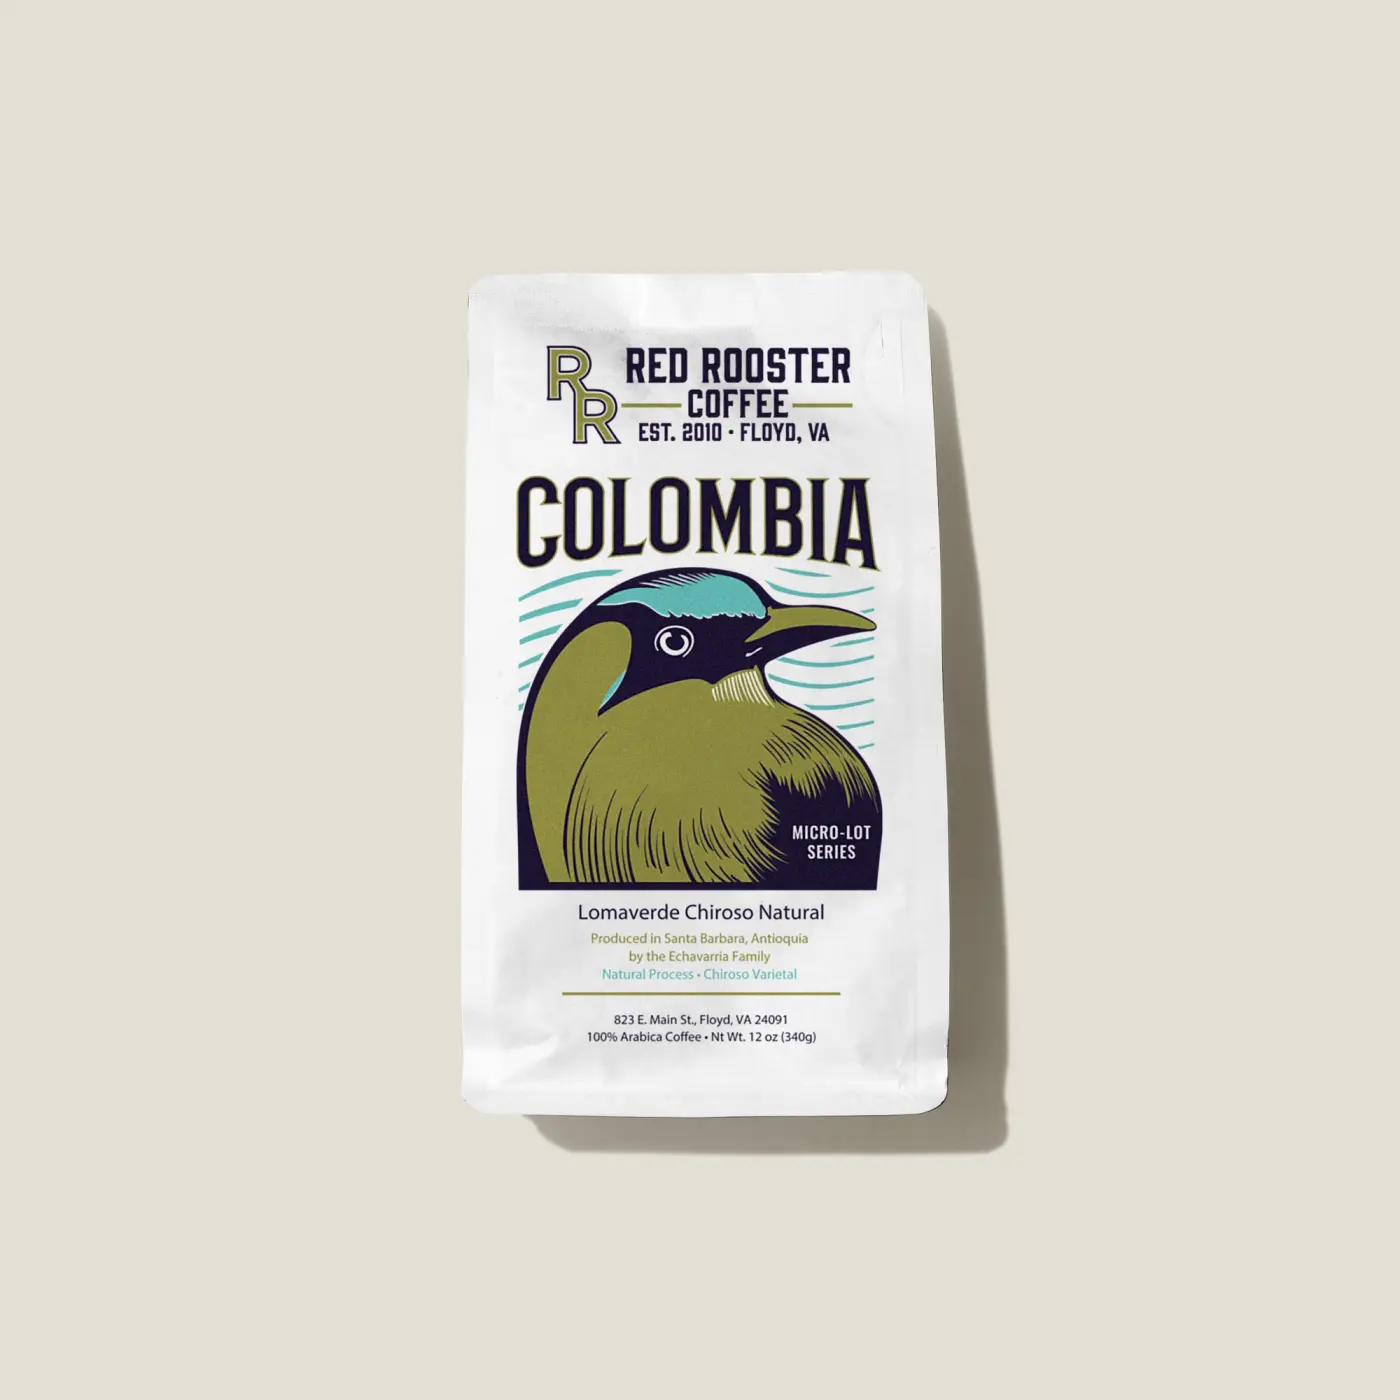 RR
RED ROOSTER
COFFEE
EST. 2010 • FLOYD, VA
COLOMBIA
MICRO-LOT
SERIES
Lomaverde Chiroso Natural
Produced in Santa Barbara, Antioquia
by the Echavarria Family
Natural Process • Chiroso Varietal
823 E. Main St., Floyd, VA 24091
100% Arabica Coffee • Nt Wt. 12 oz (340g)